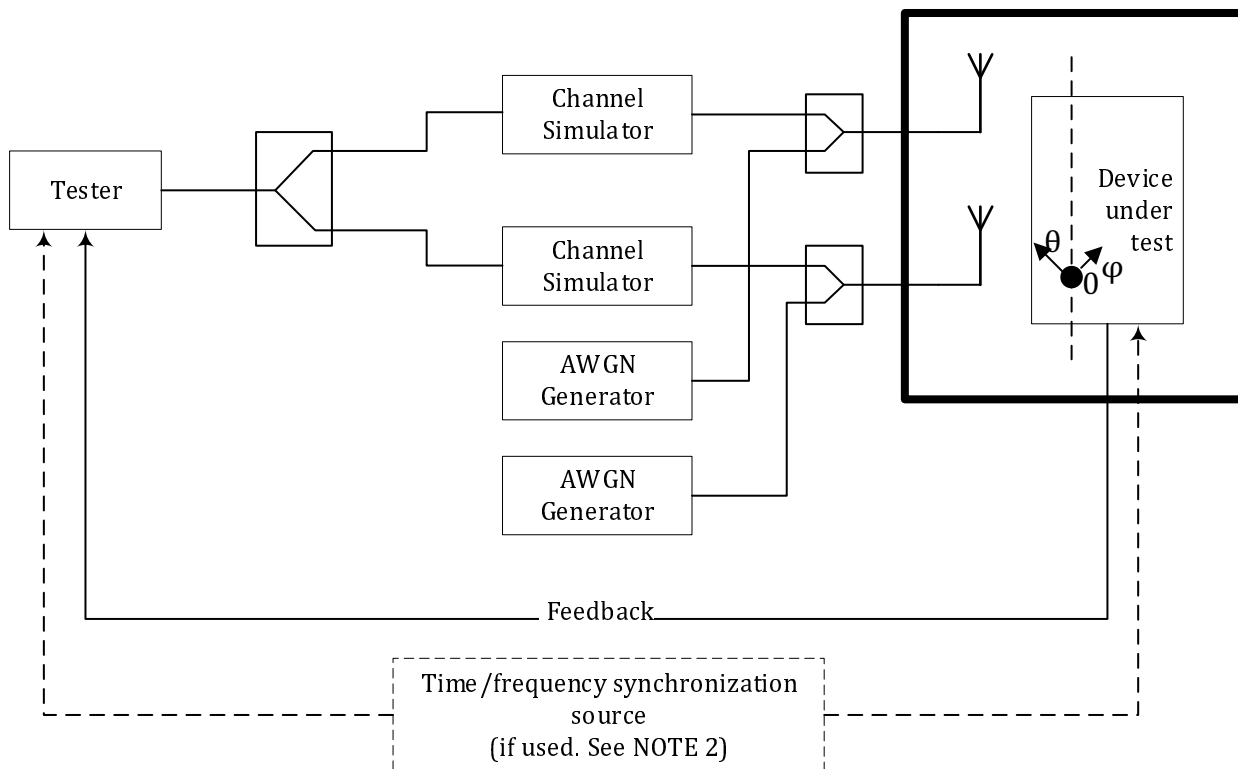 Channel
Simulator
Tester
Device
under
test
Channel
Simulator
θ
φ
0
AWGN
Generator
AWGN
Generator
Feedback
Time/frequency synchronization
source
(if used. See NOTE 2)